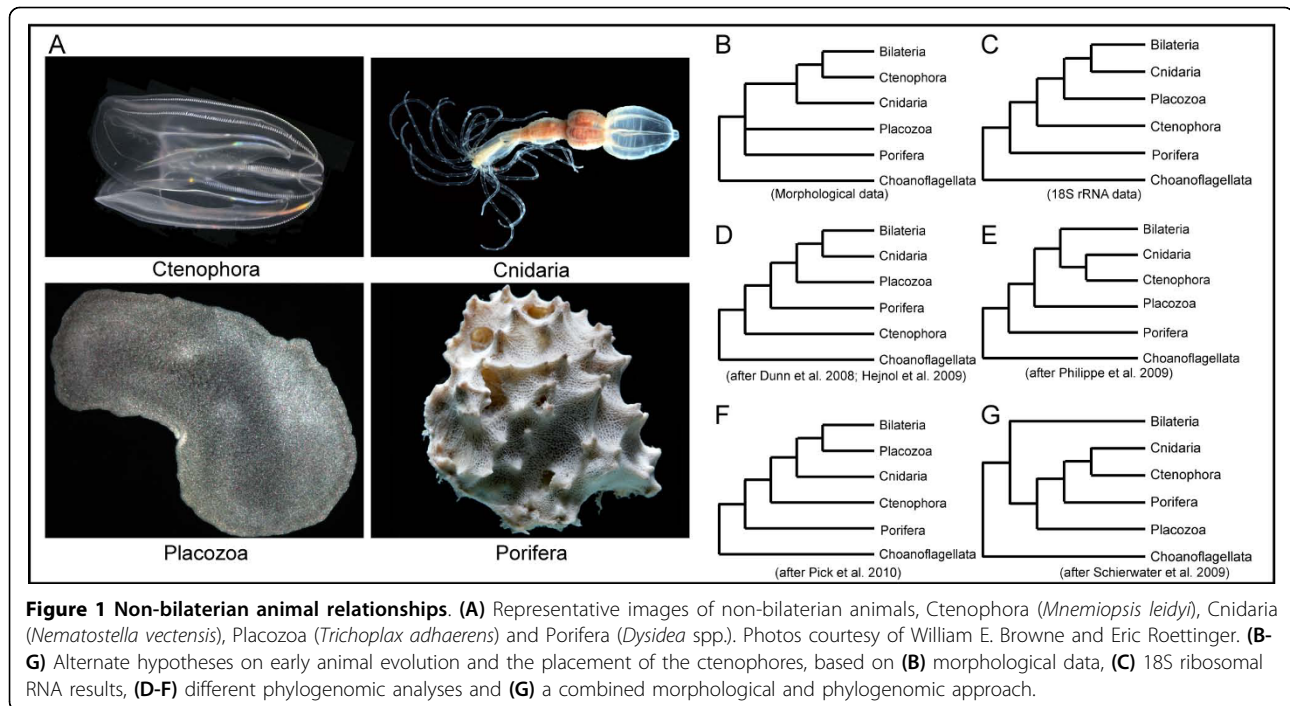 A
Ctenophora
Cnidaria
Placozoa
Porifera
B
Bilateria
Ctenophora
Cnidaria
Placozoa
Porifera
Choanoflagellata
(Morphological data)
C
Bilateria
Cnidaria
Placozoa
Ctenophora
Porifera
Choanoflagellata
(18S rRNA data)
D
Bilateria
Cnidaria
Placozoa
Porifera
Ctenophora
Choanoflagellata
(after Dunn et al. 2008; Hejnol et al. 2009)
E
Bilateria
Cnidaria
Ctenophora
Placozoa
Porifera
Choanoflagellata
(after Philippe et al. 2009)
F
Bilateria
Placozoa
Cnidaria
Ctenophora
Porifera
Choanoflagellata
(after Pick et al. 2010)
G
Bilateria
Cnidaria
Ctenophora
Porifera
Placozoa
Choanoflagellata
(after Schierwater et al. 2009)
Figure 1 Non-bilaterian animal relationships. (A) Representative images of non-bilaterian animals, Ctenophora (Mnemiopsis leidyi), Cnidaria
(Nematostella vectensis), Placozoa (Trichoplax adhaerens) and Porifera (Dysidea spp.). Photos courtesy of William E. Browne and Eric Roettinger. (B-
G) Alternate hypotheses on early animal evolution and the placement of the ctenophores, based on (B) morphological data, (C) 18S ribosomal
RNA results, (D-F) different phylogenomic analyses and (G) a combined morphological and phylogenomic approach.